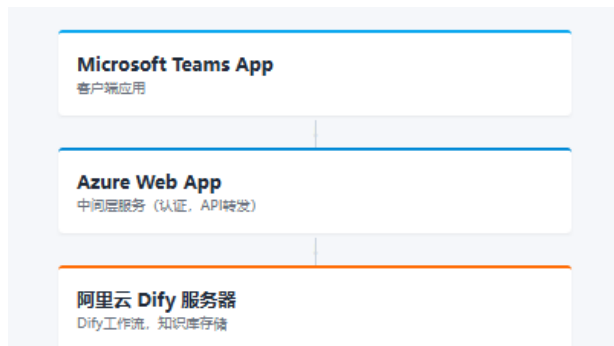 Microsoft Teams App
客户端应用
Azure Web App
中间层服务（认证，API转发）
阿里云 Dify 服务器
Dify工作流，知识库存储